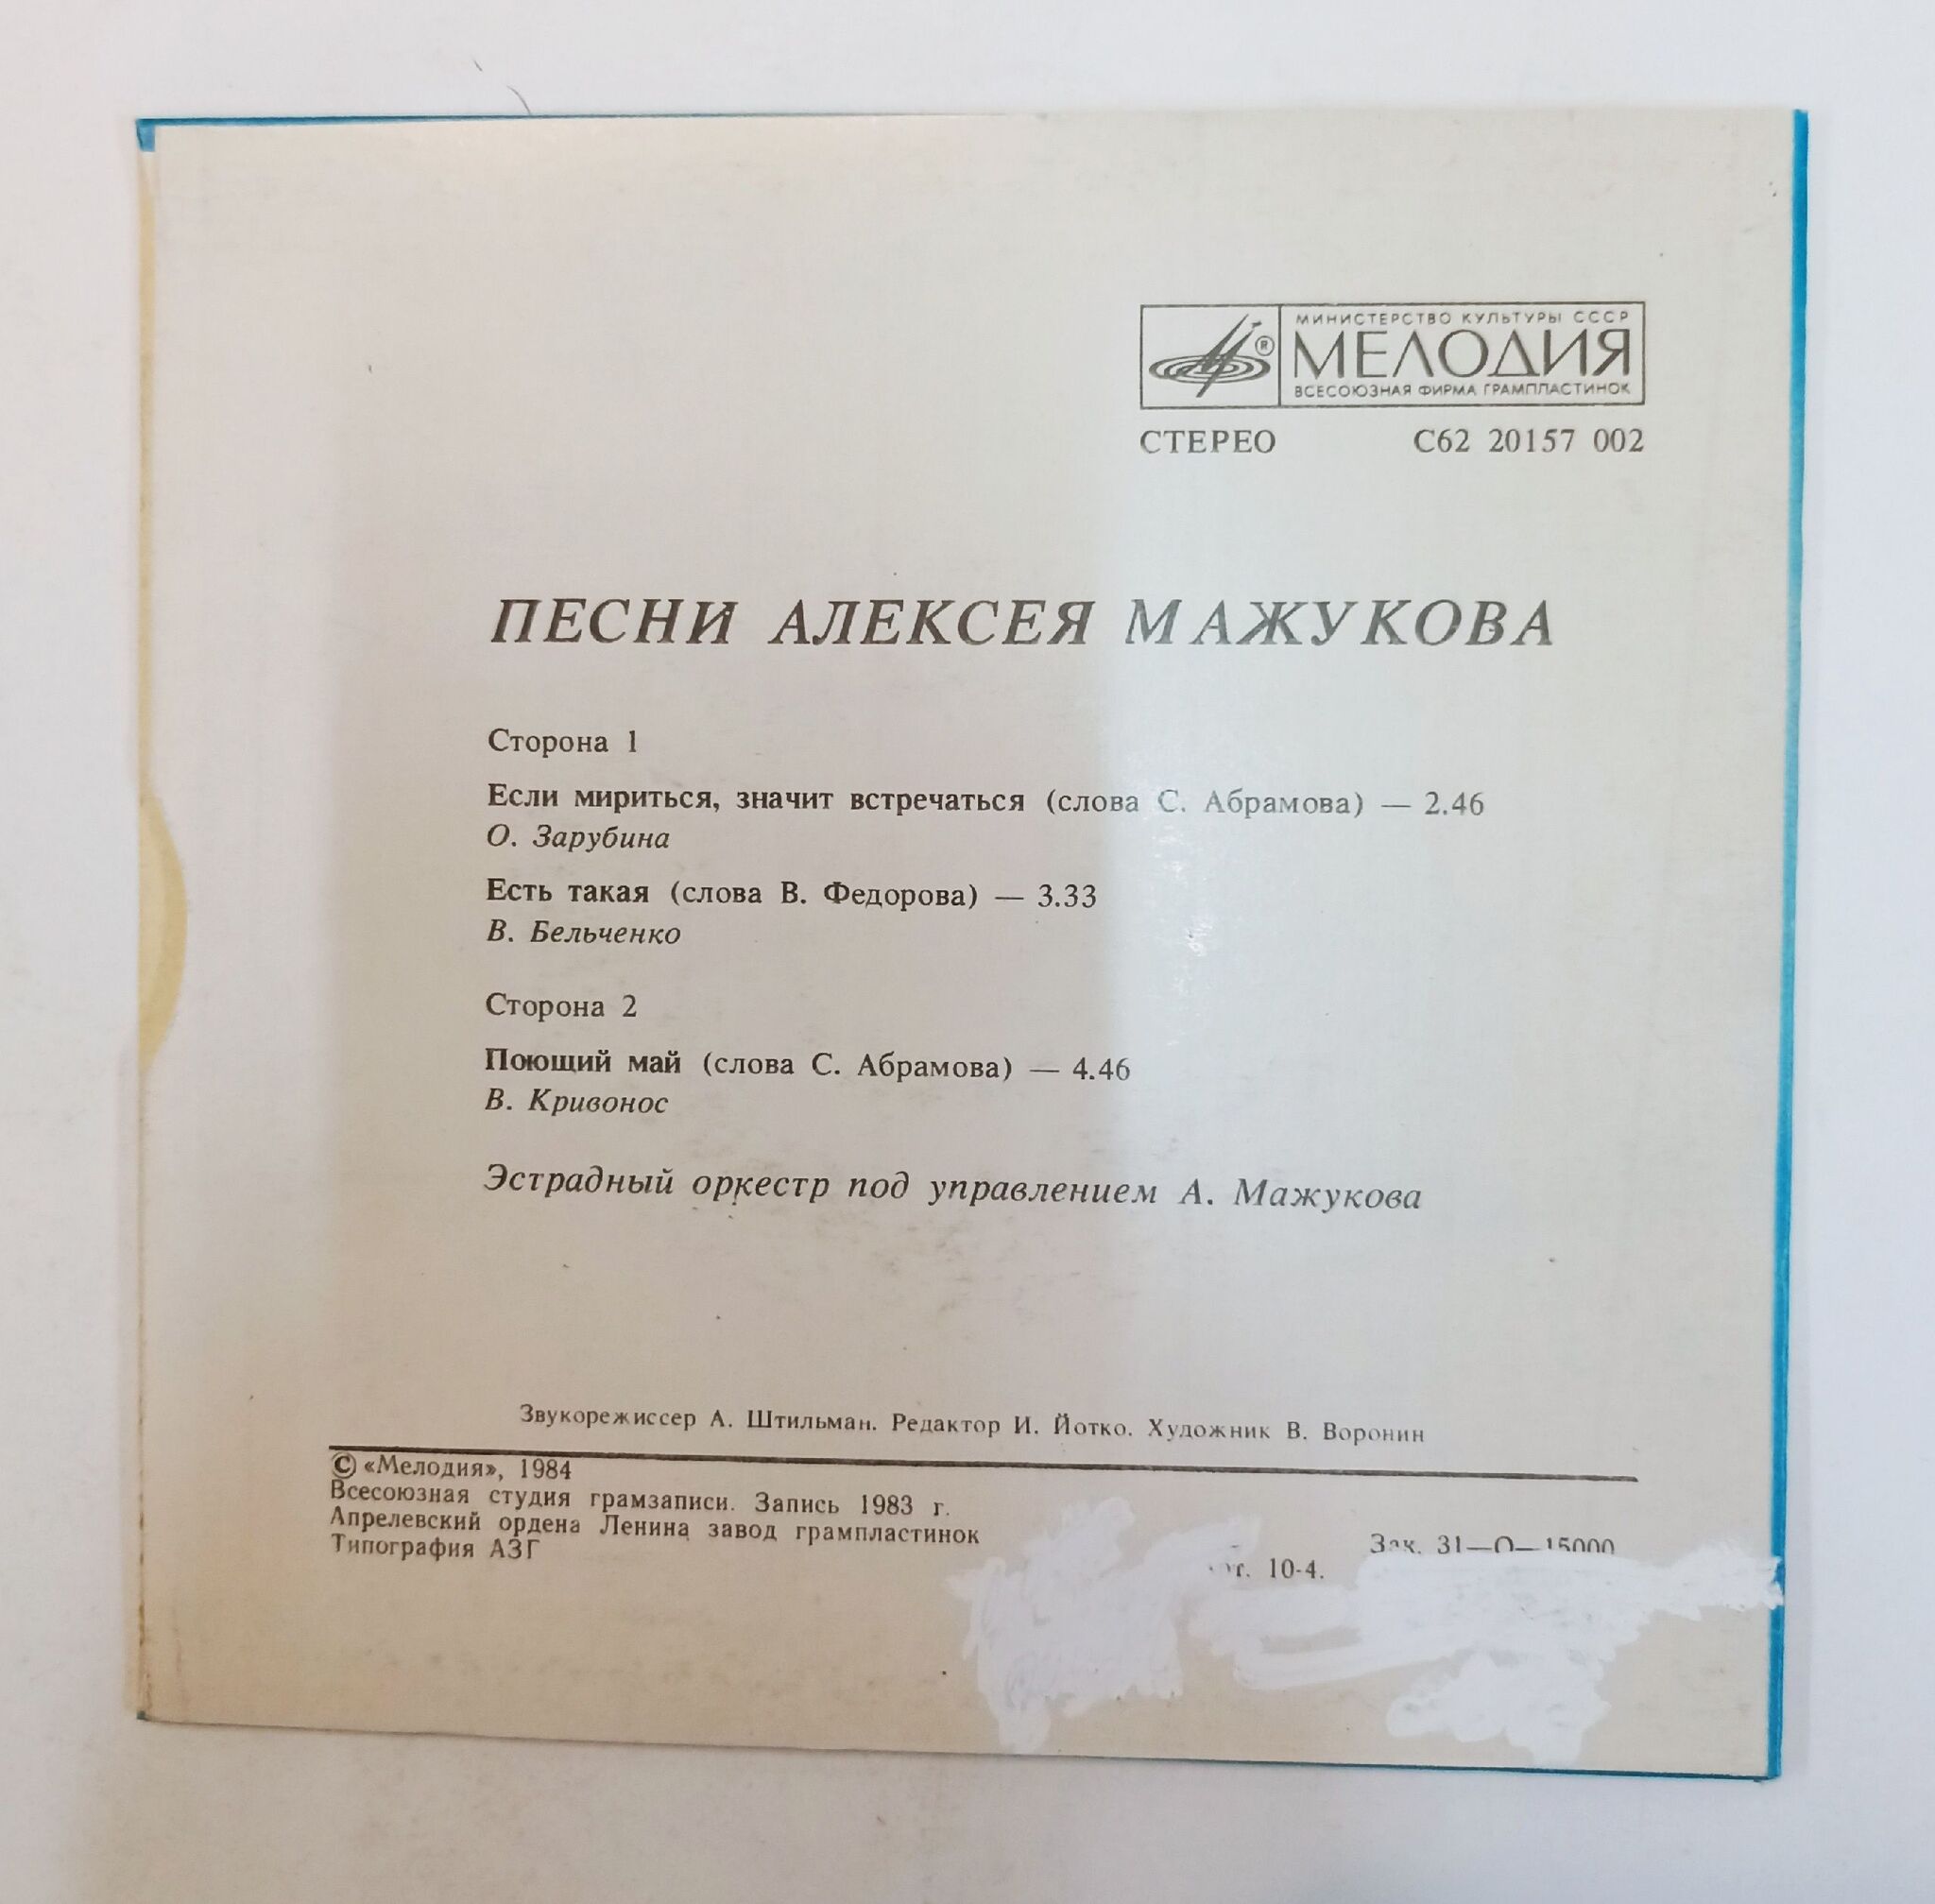 МИНИСТЕРСТВО КУЛЬТУРЫ СССР
МЕЛОДИЯ
ВСЕСОЮЗНАЯ ФИРМА ГРАМПЛАСТИНОК
СТЕРЕО С62 20157 002
ПЕСНИ АЛЕКСЕЯ МАЖУКОВА
Сторона 1
Если мириться, значит встречаться (слова С. Абрамова) — 2.46
О. Зарубина
Есть такая (слова В. Федорова) — 3.33
В. Бельченко
Сторона 2
Поющий май (слова С. Абрамова) — 4.46
В. Кривонос
Эстрадный оркестр под управлением А. Мажукова
Звукорежиссер А. Штильман. Редактор И. Йотко. Художник В. Воронин
© «Мелодия», 1984
Всесоюзная студия грамзаписи. Запись 1983 г.
Апрелевский ордена Ленина завод грампластинок
Типография АЗГ
Зак. 31—О—15000
10-4.